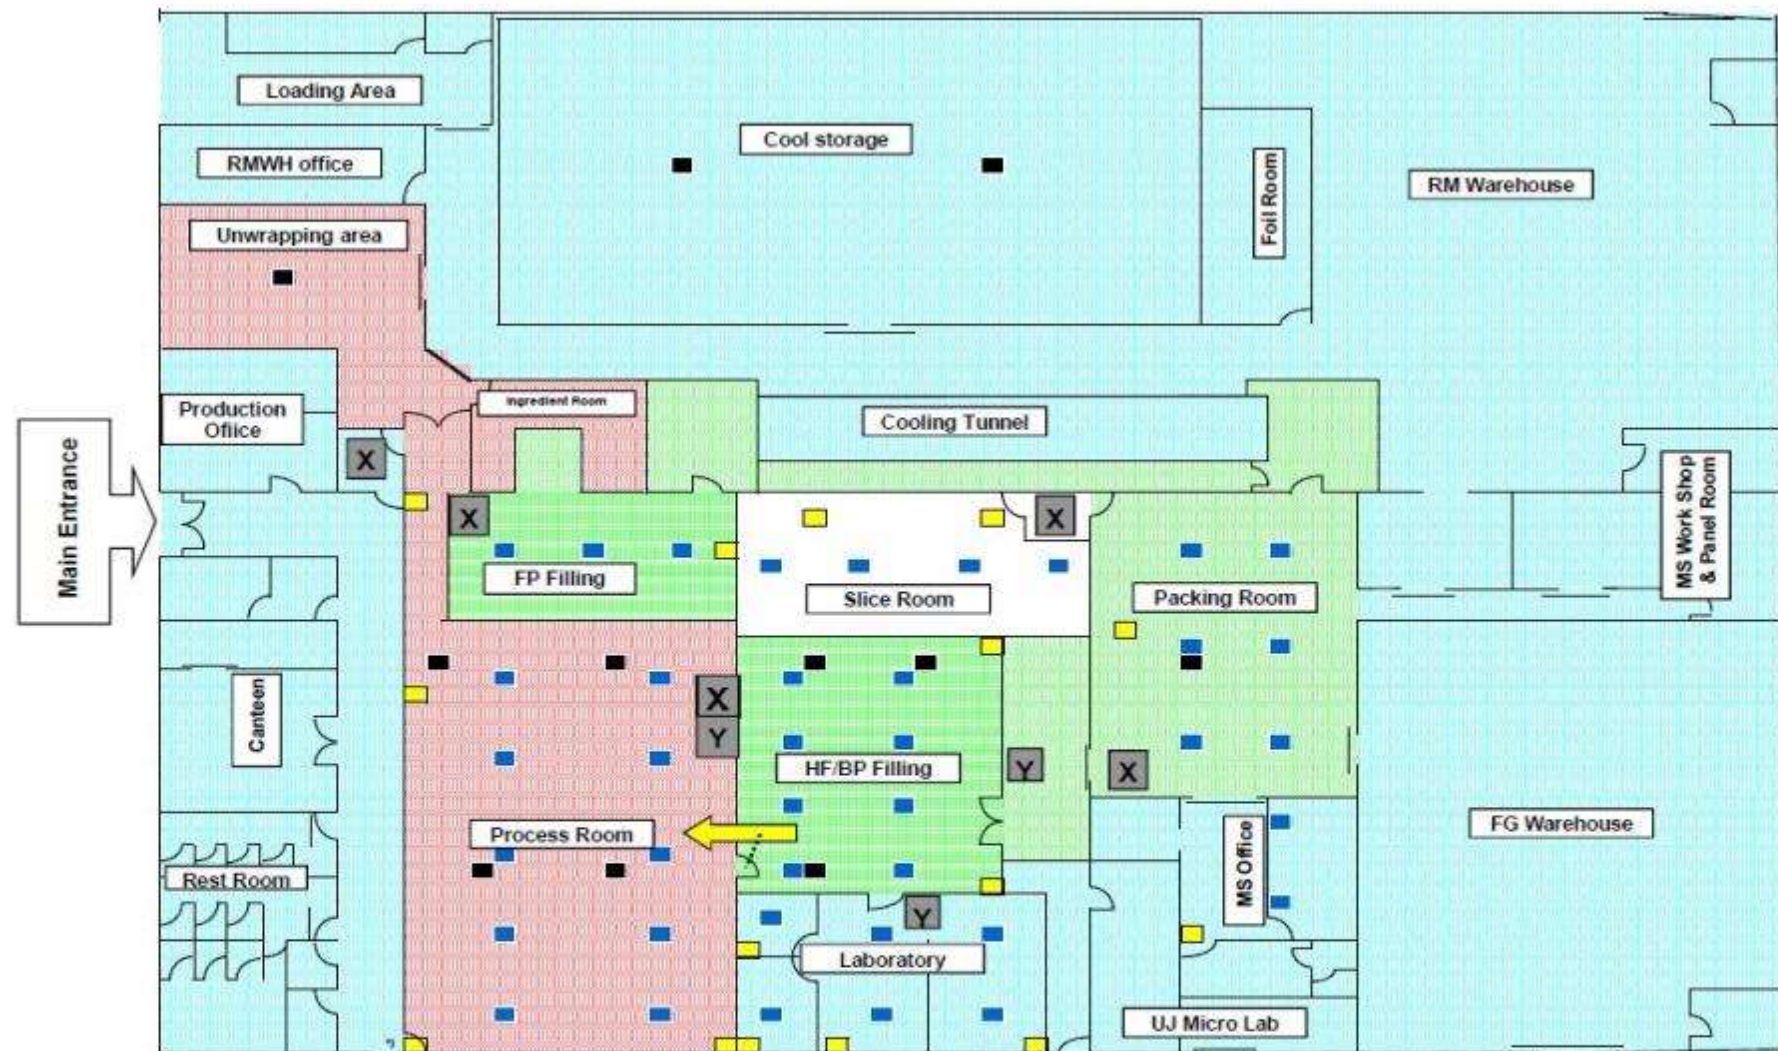 Loading Area
Cool storage
RMWH office
Foil Room
RM Warehouse
Unwrapping area
Ingredient Room
Production
Ofiice
Cooling Tunnel
Main Entrance
X
MS Work Shop
& Panel Room
X
X
FP Filling
Slice Room
Packing Room
Canteen
X
Y
HF/BP Filling
Y
X
Process Room
FG Warehouse
MS Office
Rest Room
Y
Laboratory
UJ Micro Lab